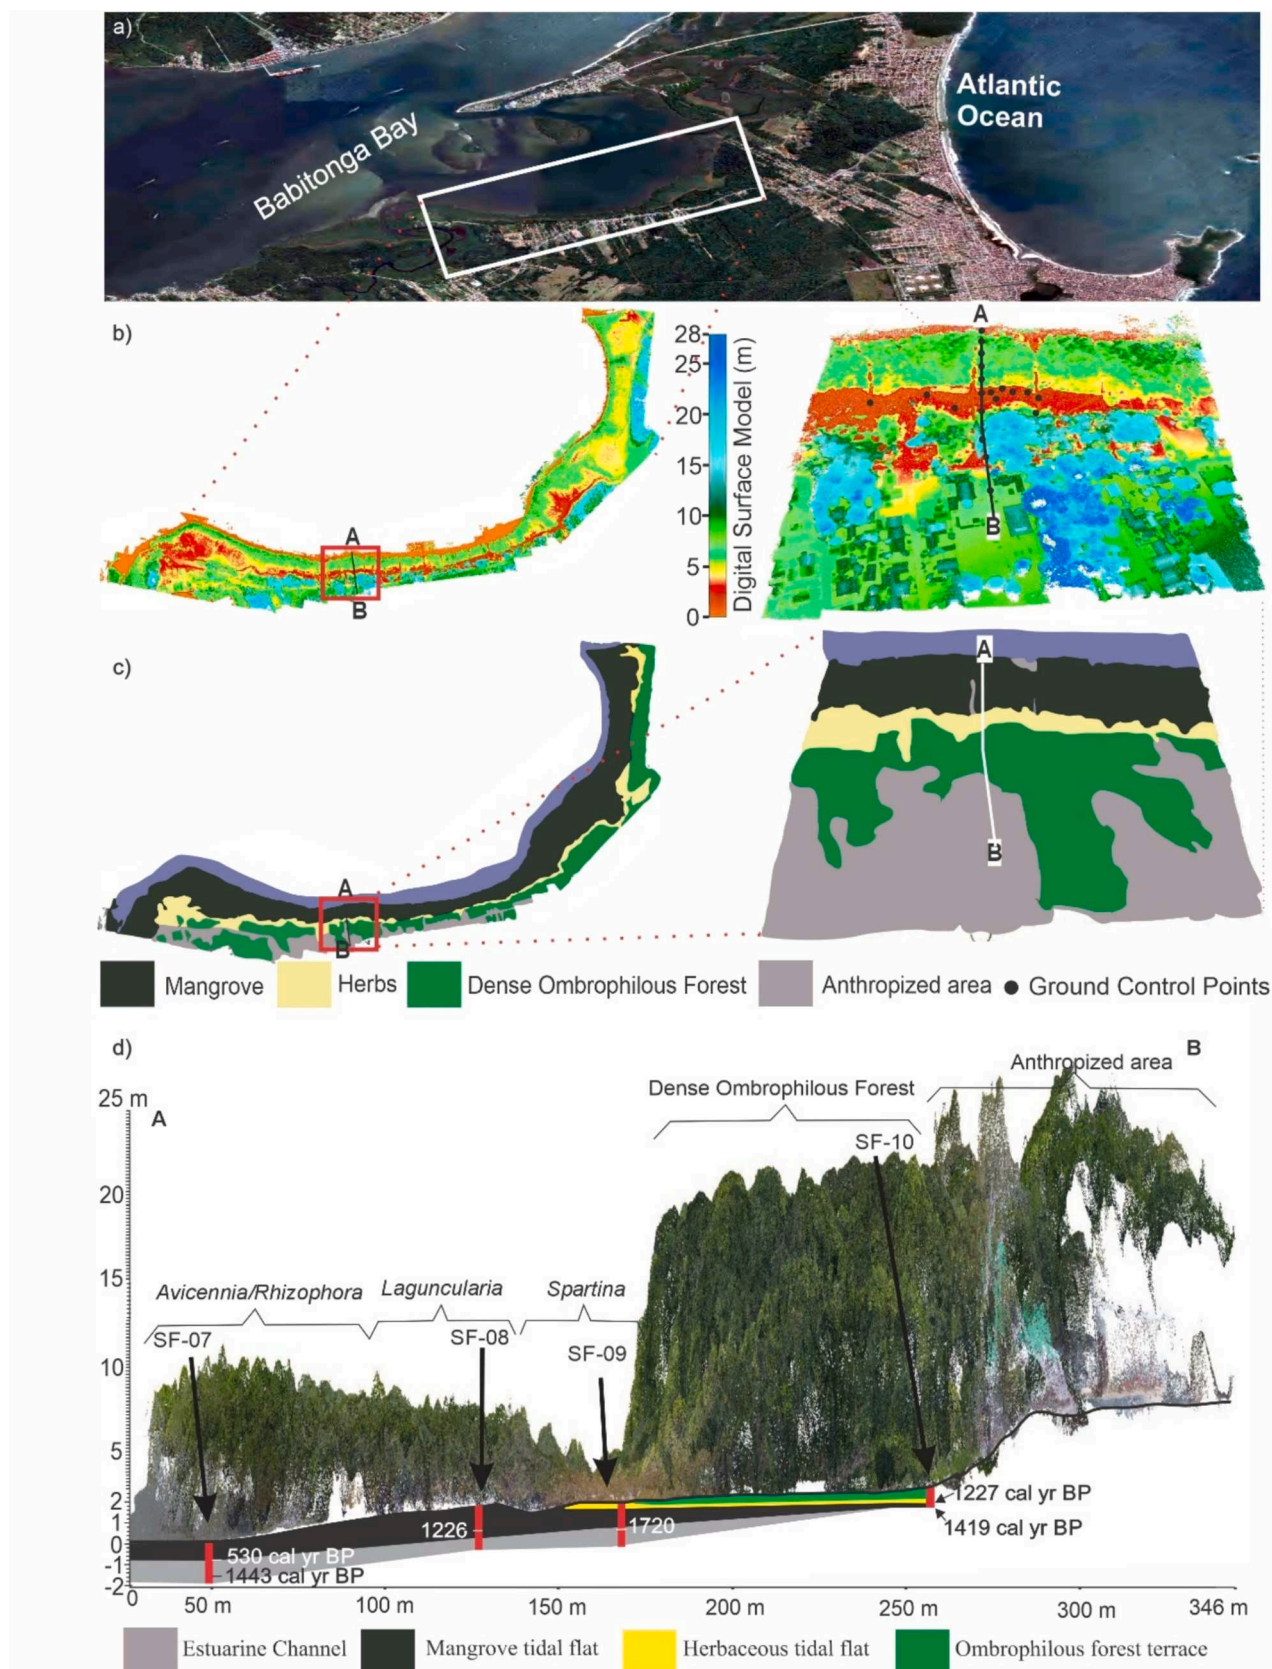 a)
Atlantic
Ocean
Babitonga Bay
b)
A
B
28
25
20
15
10
5
0
Digital Surface Model (m)
A
B
c)
A
B
A
B
Mangrove
Herbs
Dense Ombrophilous Forest
Anthropized area
Ground Control Points
d)
B
Anthropized area
Dense Ombrophilous Forest
25 m
A
SF-10
20
15
Avicennia/Rhizophora
Laguncularia
Spartina
SF-07
SF-08
SF-09
10
5
2
1
0
-1
-2
1227 cal yr BP
1419 cal yr BP
1226
1720
530 cal yr BP
1443 cal yr BP
0
50 m
100 m
150 m
200 m
250 m
300 m
346 m
Estuarine Channel
Mangrove tidal flat
Herbaceous tidal flat
Ombrophilous forest terrace